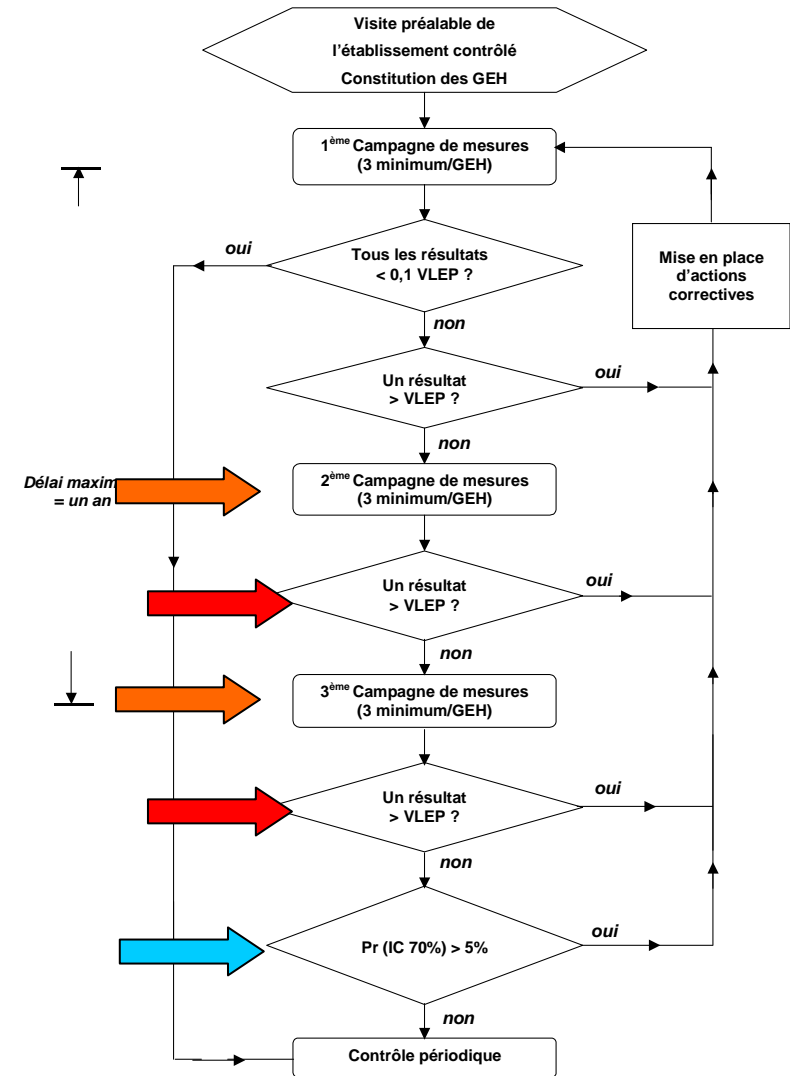 Visite préalable de
l'établissement contrôlé
Constitution des GEH
1ème Campagne de mesures
(3 minimum/GEH)
oui
Tous les résultats
< 0,1 VLEP ?
Mise en place
d'actions
correctives
non
Un résultat
> VLEP ?
oui
non
Délai maxim
= un an
2ème Campagne de mesures
(3 minimum/GEH)
Un résultat
> VLEP ?
oui
non
3ème Campagne de mesures
(3 minimum/GEH)
Un résultat
> VLEP ?
oui
non
Pr (IC 70%) > 5%
oui
non
Contrôle périodique